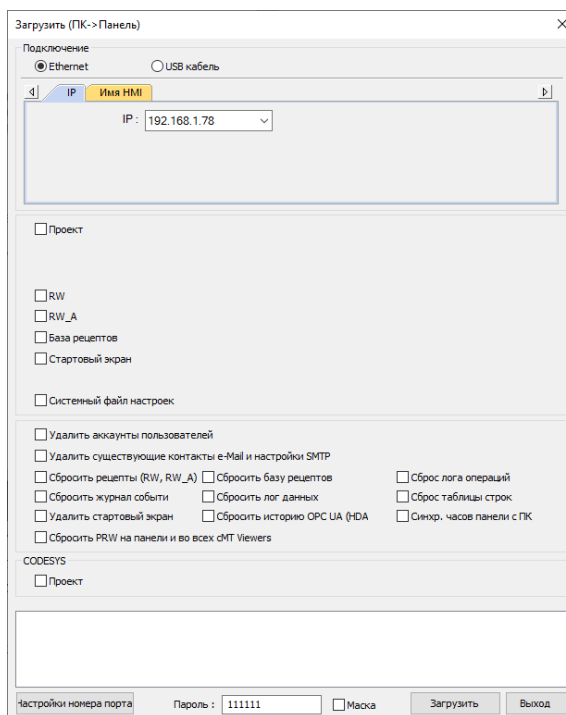 Загрузить (ПК->Панель)
Подключение
Ethernet USB кабель
IP Имя HMI
IP : 192.168.1.78
Проект
RW
RW_A
База рецептов
Стартовый экран
Системный файл настроек
Удалить аккаунты пользователей
Удалить существующие контакты e-Mail и настройки SMTP
Сбросить рецепты (RW, RW_A) Сбросить базу рецептов Сброс лога операций
Сбросить журнал событи Сбросить лог данных Сброс таблицы строк
Удалить стартовый экран Сбросить историю OPC UA (HDA Синхр. часов панели с ПК
Сбросить PRW на панели и во всех cMT Viewers
CODESYS
Проект
Настройки номера порта Пароль : 111111 Маска Загрузить Выход